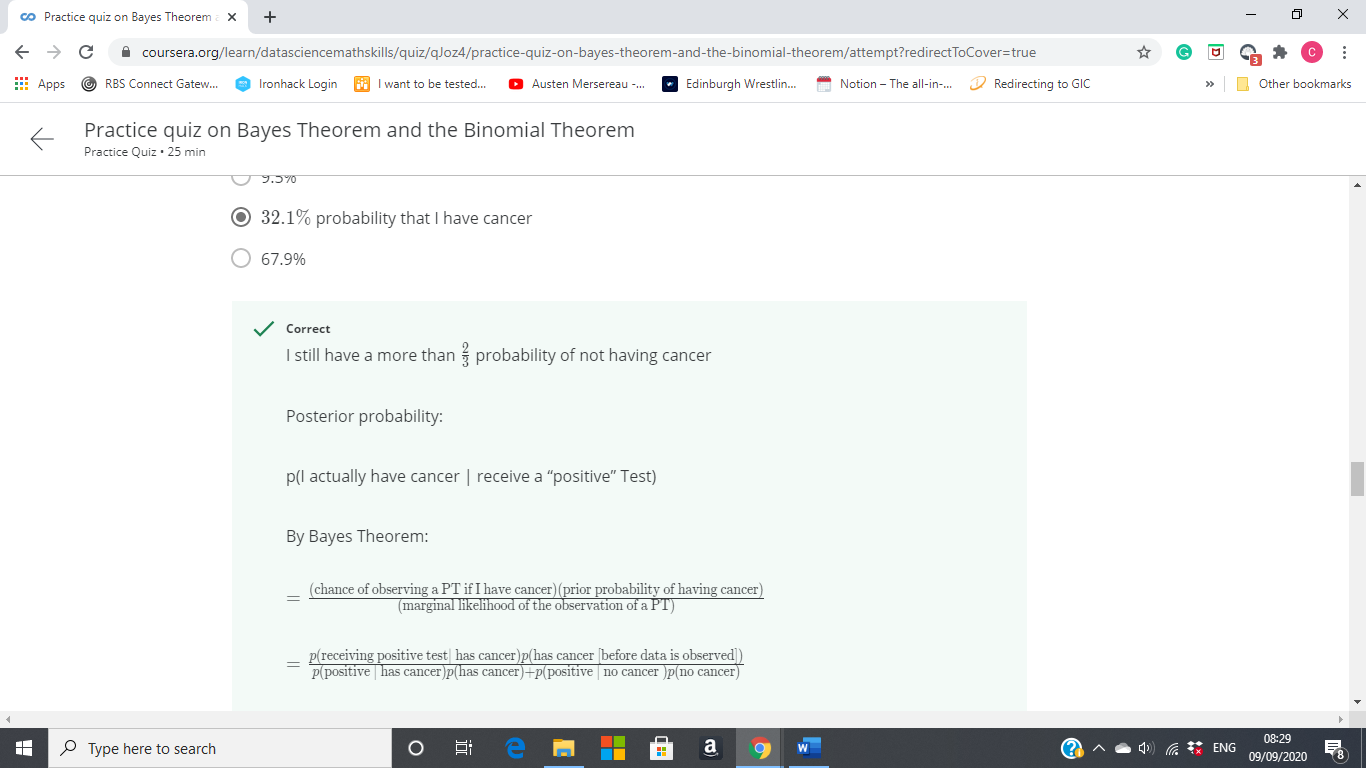 Practice quiz on Bayes Theorem a
coursera.org/learn/datasciencemathskills/quiz/qJoz4/practice-quiz-on-bayes-theorem-and-the-binomial-theorem/attempt?redirectToCover=true
3
C
Apps
RBS Connect Gatew...
Ironhack Login
I want to be tested...
Austen Mersereau -...
Edinburgh Wrestlin...
Notion – The all-in-...
Redirecting to GIC
»
Other bookmarks
Practice quiz on Bayes Theorem and the Binomial Theorem
Practice Quiz • 25 min
9.5%
32.1% probability that I have cancer
67.9%
Correct
I still have a more than 2/3 probability of not having cancer
Posterior probability:
p(I actually have cancer | receive a “positive” Test)
By Bayes Theorem:
= (chance of observing a PT if I have cancer)(prior probability of having cancer)
(marginal likelihood of the observation of a PT)
= p(receiving positive test| has cancer)p(has cancer [before data is observed])
p(positive | has cancer)p(has cancer)+p(positive | no cancer )p(no cancer)
Type here to search
ENG
08:29
09/09/2020
8